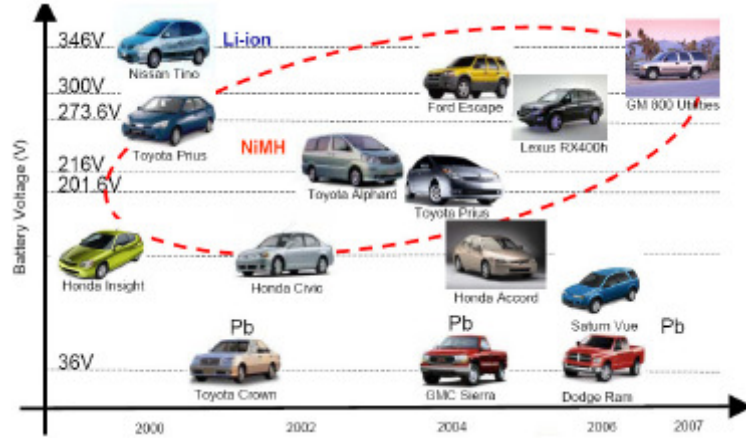 346V
Li-ion
Nissan Tino
300V
Ford Escape
GM 800 Utilities
273.6V
Toyota Prius
NiMH
Lexus RX400h
216V
Toyota Alphard
201.6V
Toyota Prius
Battery Voltage (V)
Honda Insight
Honda Civic
Honda Accord
Saturn Vue
Pb
Pb
Pb
36V
Toyota Crown
GMC Sierra
Dodge Ram
2000
2002
2004
2006
2007